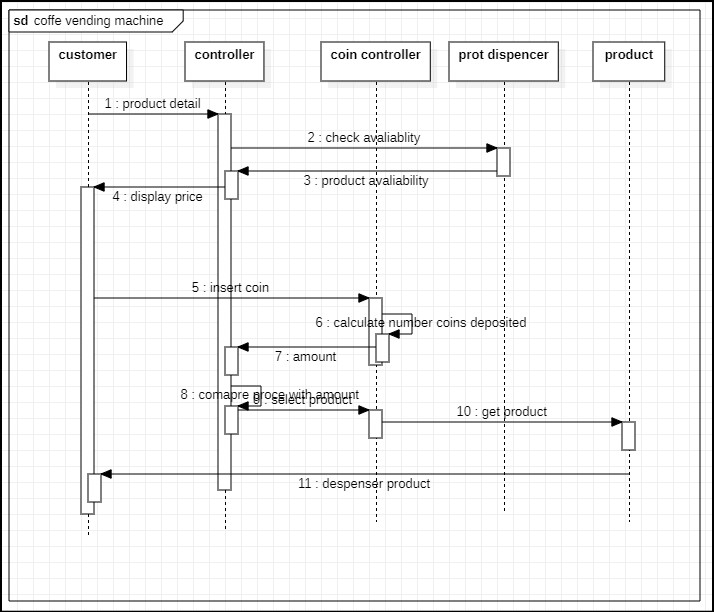 sd coffe vending machine
customer
controller
coin controller
prot dispencer
product
1 : product detail
2 : check avaliablity
3 : product avaliability
4 : display price
5 : insert coin
6 : calculate number coins deposited
7 : amount
8 : comapre proce with amount
9 : select product
10 : get product
11 : despenser product